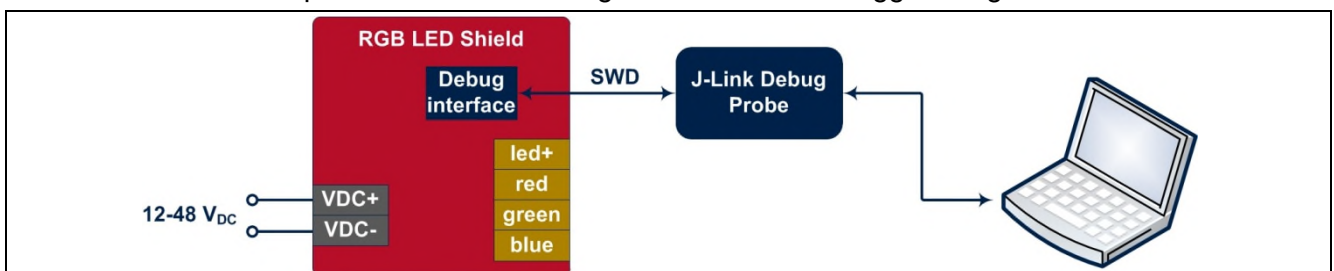 RGB LED Shield
Debug
interface
SWD
J-Link Debug
Probe
led+
red
green
blue
12-48 VDC
VDC+
VDC-